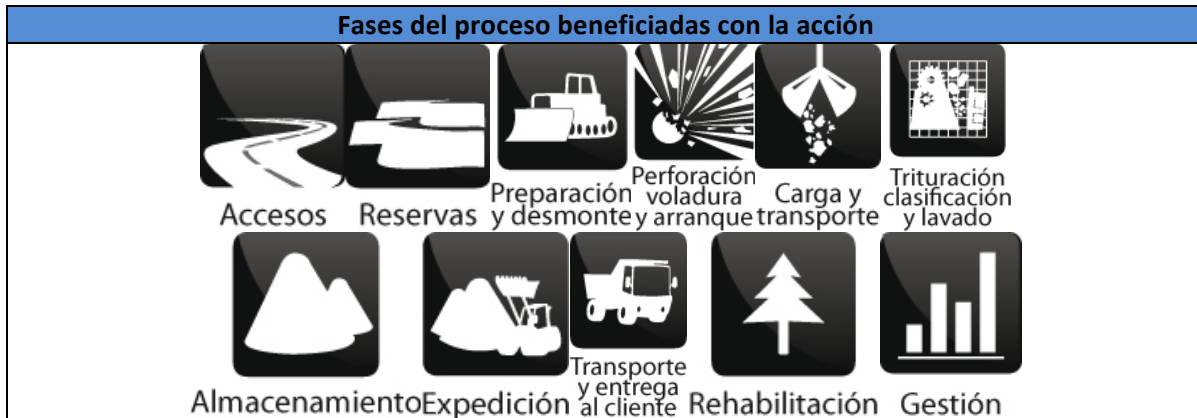 Fases del proceso beneficiadas con la acción
Accesos
Reservas
Preparación
y desmonte
Perforación
voladura
y arranque
Carga y
transporte
Trituración
clasificación
y lavado
Almacenamiento
Expedición
Transporte
y entrega
al cliente
Rehabilitación
Gestión